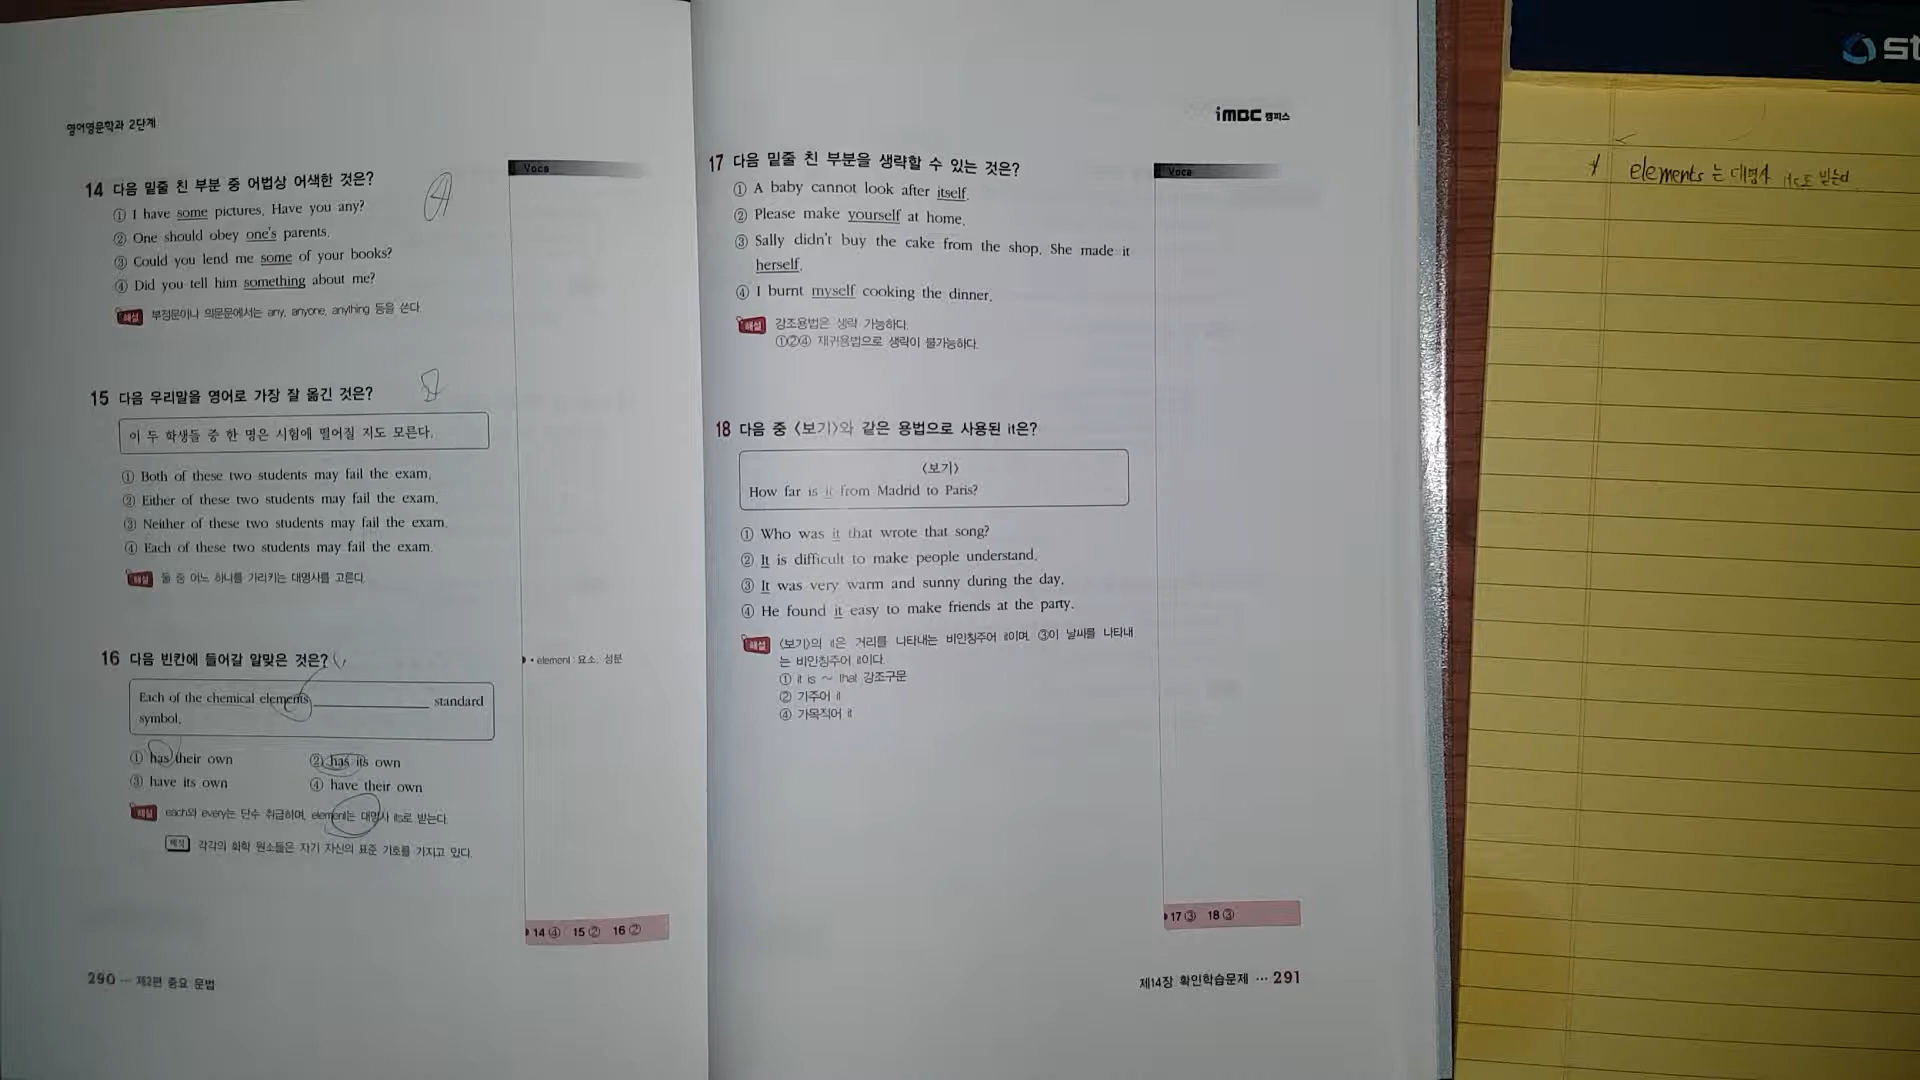 영어영문학과 2단계
14 다음 밑줄 친 부분 중 어법상 어색한 것은?
④
① I have some pictures. Have you any?
② One should obey one's parents.
③ Could you lend me some of your books?
④ Did you tell him something about me?
해설 부정문이나 의문문에서는 any, anyone, anything 등을 쓴다.
15 다음 우리말을 영어로 가장 잘 옮긴 것은?
이 두 학생들 중 한 명은 시험에 떨어질 지도 모른다.
① Both of these two students may fail the exam.
② Either of these two students may fail the exam.
③ Neither of these two students may fail the exam.
④ Each of these two students may fail the exam.
해설 둘 중 어느 하나를 가리키는 대명사를 고른다.
16 다음 빈칸에 들어갈 알맞은 것은?
Each of the chemical elements ________ standard
symbol.
① has their own ② has its own
③ have its own ④ have their own
해설 each와 every는 단수 취급하며, element는 대명사 its로 받는다.
해석 각각의 화학 원소들은 자기 자신의 표준 기호를 가지고 있다.
Voca
• element : 요소, 성분
14 ④ 15 ② 16 ②
290 ··· 제2편 중요 문법
iMBC 캠퍼스
17 다음 밑줄 친 부분을 생략할 수 있는 것은?
① A baby cannot look after itself.
② Please make yourself at home.
③ Sally didn't buy the cake from the shop. She made it
herself.
④ I burnt myself cooking the dinner.
해설 강조용법은 생략 가능하다.
①②④ 재귀용법으로 생략이 불가능하다.
18 다음 중 〈보기〉와 같은 용법으로 사용된 it은?
〈보기〉
How far is it from Madrid to Paris?
① Who was it that wrote that song?
② It is difficult to make people understand.
③ It was very warm and sunny during the day.
④ He found it easy to make friends at the party.
해설 〈보기〉의 it은 거리를 나타내는 비인칭주어 it이며, ③이 날씨를 나타내
는 비인칭주어 it이다.
① it is ~ that 강조구문
② 가주어 it
④ 가목적어 it
Voca
17 ③ 18 ③
제14장 확인학습문제 ··· 291
st
* elements 는 대명사 its로 받는다.